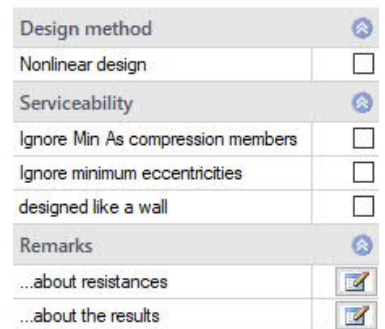 Design method
Nonlinear design
Serviceability
Ignore Min As compression members
Ignore minimum eccentricities
designed like a wall
Remarks
...about resistances
...about the results